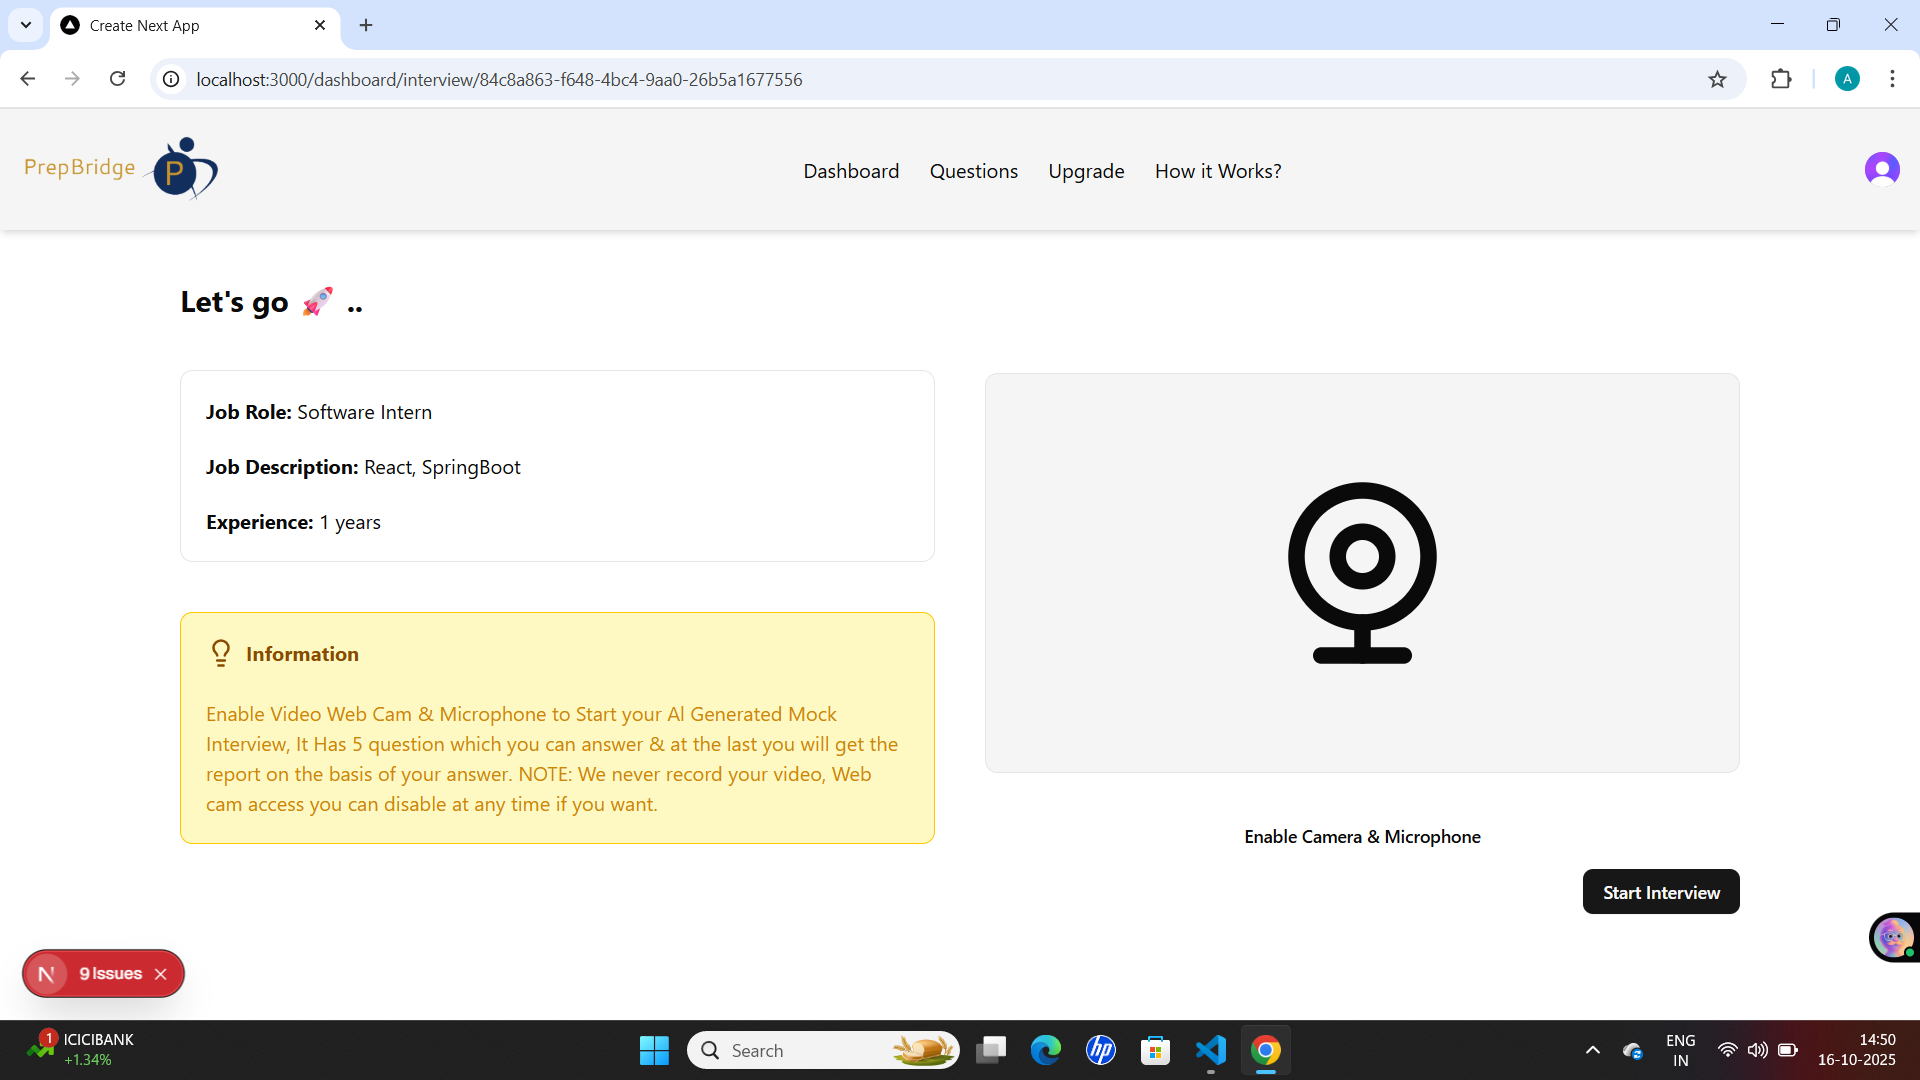 Create Next App
localhost:3000/dashboard/interview/84c8a863-f648-4bc4-9aa0-26b5a1677556
A
PrepBridge P
Dashboard Questions Upgrade How it Works?
Let's go 🚀 ..
Job Role: Software Intern
Job Description: React, SpringBoot
Experience: 1 years
Information
Enable Video Web Cam & Microphone to Start your Al Generated Mock
Interview, It Has 5 question which you can answer & at the last you will get the
report on the basis of your answer. NOTE: We never record your video, Web
cam access you can disable at any time if you want.
Enable Camera & Microphone
Start Interview
N 9 Issues
1 ICICIBANK
+1.34%
Search
hp
ENG
IN
14:50
16-10-2025